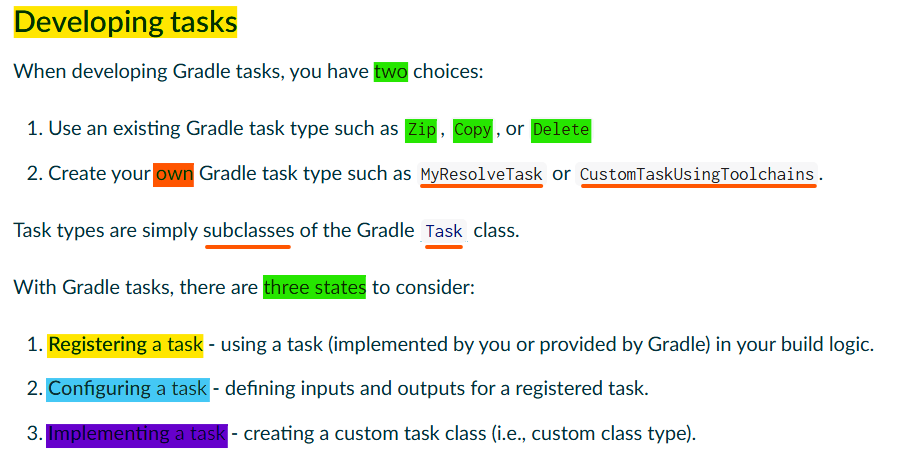 Developing tasks
When developing Gradle tasks, you have two choices:
1. Use an existing Gradle task type such as Zip, Copy, or Delete
2. Create your own Gradle task type such as MyResolveTask or CustomTaskUsingToolchains.
Task types are simply subclasses of the Gradle Task class.
With Gradle tasks, there are three states to consider:
1. Registering a task - using a task (implemented by you or provided by Gradle) in your build logic.
2. Configuring a task - defining inputs and outputs for a registered task.
3. Implementing a task - creating a custom task class (i.e., custom class type).